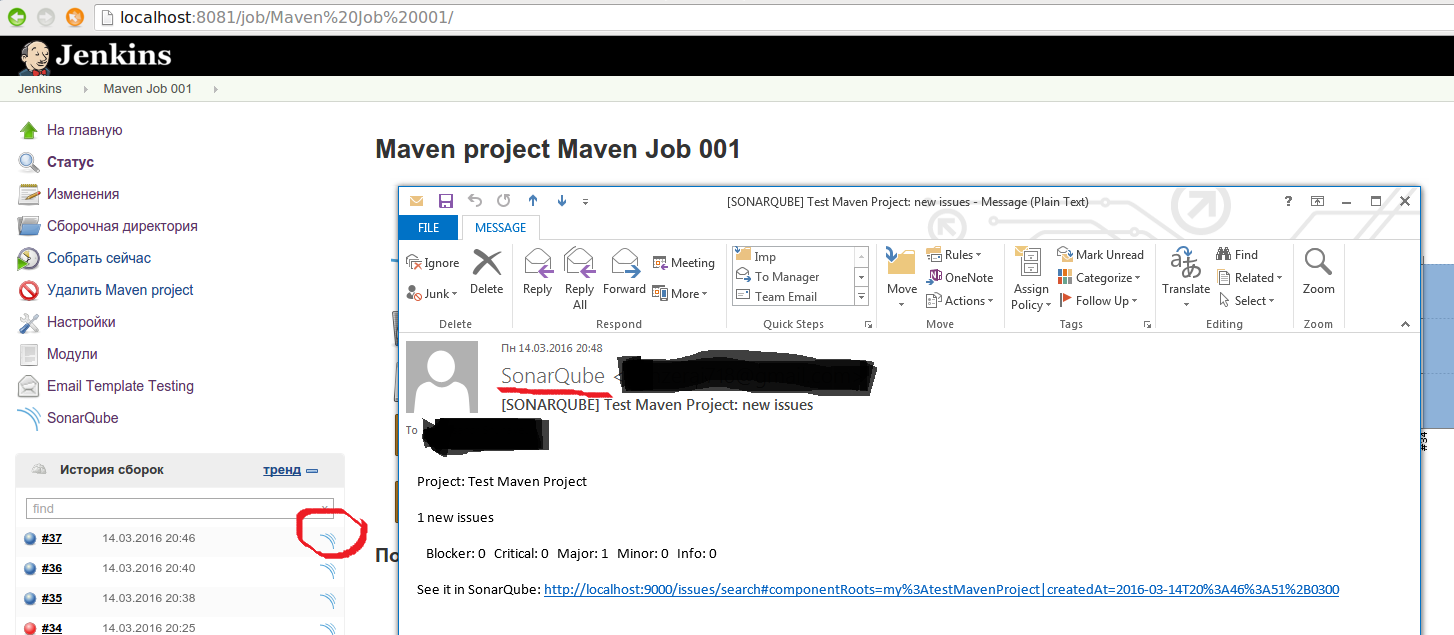 localhost:8081/job/Maven%20Job%20001/
Jenkins
Jenkins Maven Job 001
На главную
Статус
Изменения
Сборочная директория
Собрать сейчас
Удалить Maven project
Настройки
Модули
Email Template Testing
SonarQube
История сборок тренд
find x
#37 14.03.2016 20:46
#36 14.03.2016 20:40
#35 14.03.2016 20:38
#34 14.03.2016 20:25
Maven project Maven Job 001
[SONARQUBE] Test Maven Project: new issues - Message (Plain Text)
?
FILE MESSAGE
Ignore
Junk
Delete
Delete
Reply
Reply All
Forward
Meeting
More
Respond
Imp
To Manager
Team Email
Quick Steps
Move
Rules
OneNote
Actions
Move
Assign Policy
Mark Unread
Categorize
Follow Up
Tags
Translate
Find
Related
Select
Editing
Zoom
Zoom
Пн 14.03.2016 20:48
SonarQube <
[SONARQUBE] Test Maven Project: new issues
To
Project: Test Maven Project
1 new issues
Blocker: 0 Critical: 0 Major: 1 Minor: 0 Info: 0
See it in SonarQube: http://localhost:9000/issues/search#componentRoots=my%3AtestMavenProject|createdAt=2016-03-14T20%3A46%3A51%2B0300
#34